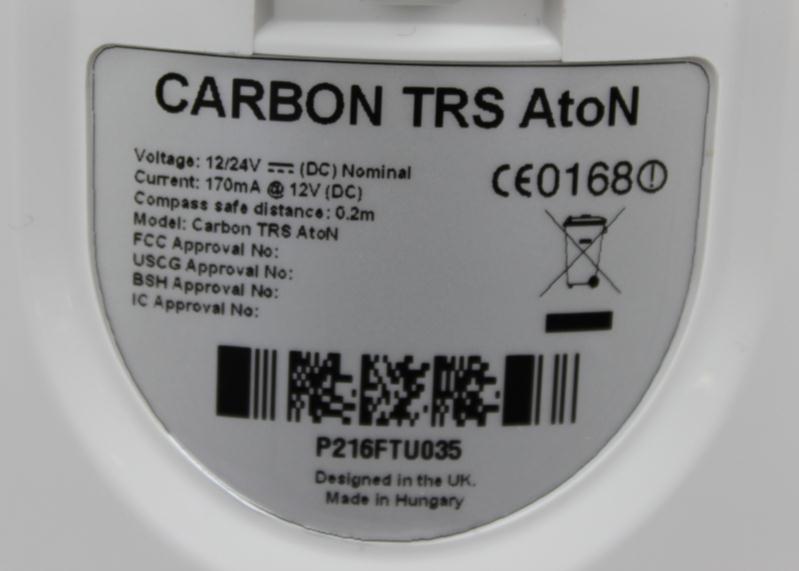 CARBON TRS AtoN
Voltage: 12/24V ⎓ (DC) Nominal
Current: 170mA @ 12V (DC)
Compass safe distance: 0.2m
Model: Carbon TRS AtoN
FCC Approval No:
USCG Approval No:
BSH Approval No:
IC Approval No:
CE0168
P216FTU035
Designed in the UK.
Made in Hungary